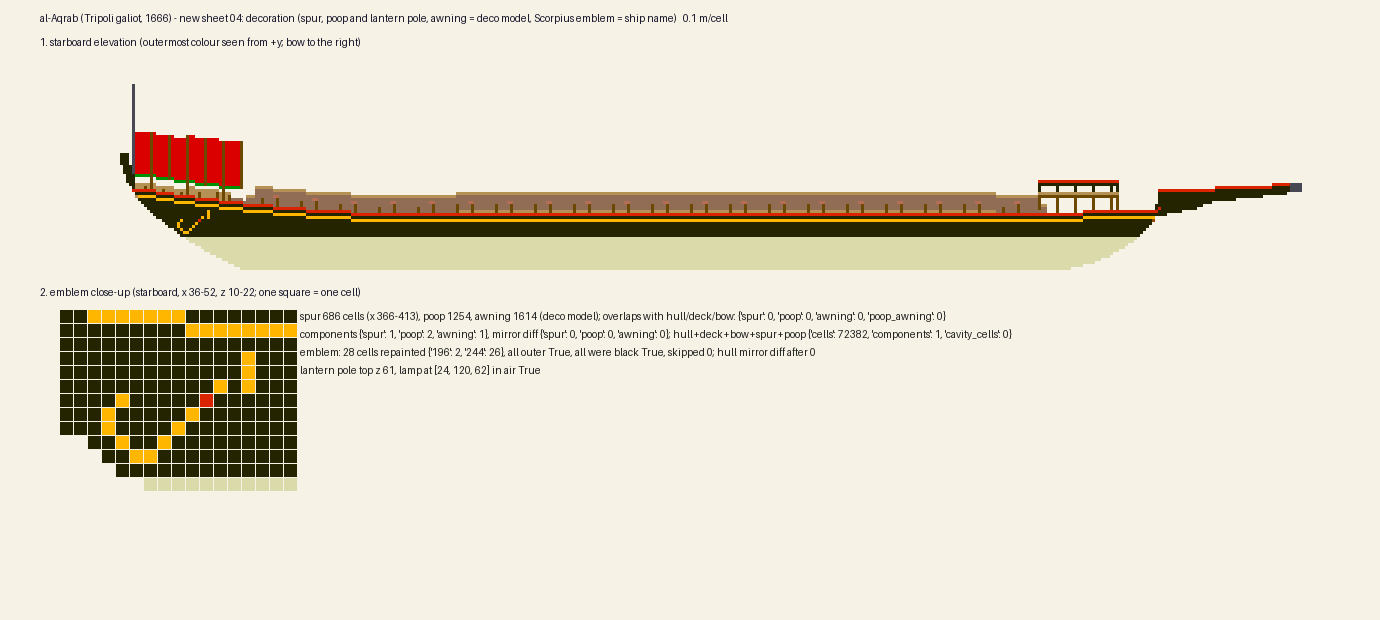 al-Aqrab (Tripoli galiot, 1666) - new sheet 04: decoration (spur, poop and lantern pole, awning = deco model, Scorpius emblem = ship name)   0.1 m/cell
1. starboard elevation (outermost colour seen from +y; bow to the right)
2. emblem close-up (starboard, x 36-52, z 10-22; one square = one cell)
spur 686 cells (x 366-413), poop 1254, awning 1614 (deco model); overlaps with hull/deck/bow: {'spur': 0, 'poop': 0, 'awning': 0, 'poop_awning': 0}
components {'spur': 1, 'poop': 2, 'awning': 1}, mirror diff {'spur': 0, 'poop': 0, 'awning': 0}; hull+deck+bow+spur+poop {'cells': 72382, 'components': 1, 'cavity_cells': 0}
emblem: 28 cells repainted {'196': 2, '244': 26}, all outer True, all were black True, skipped 0; hull mirror diff after 0
lantern pole top z 61, lamp at [24, 120, 62] in air True